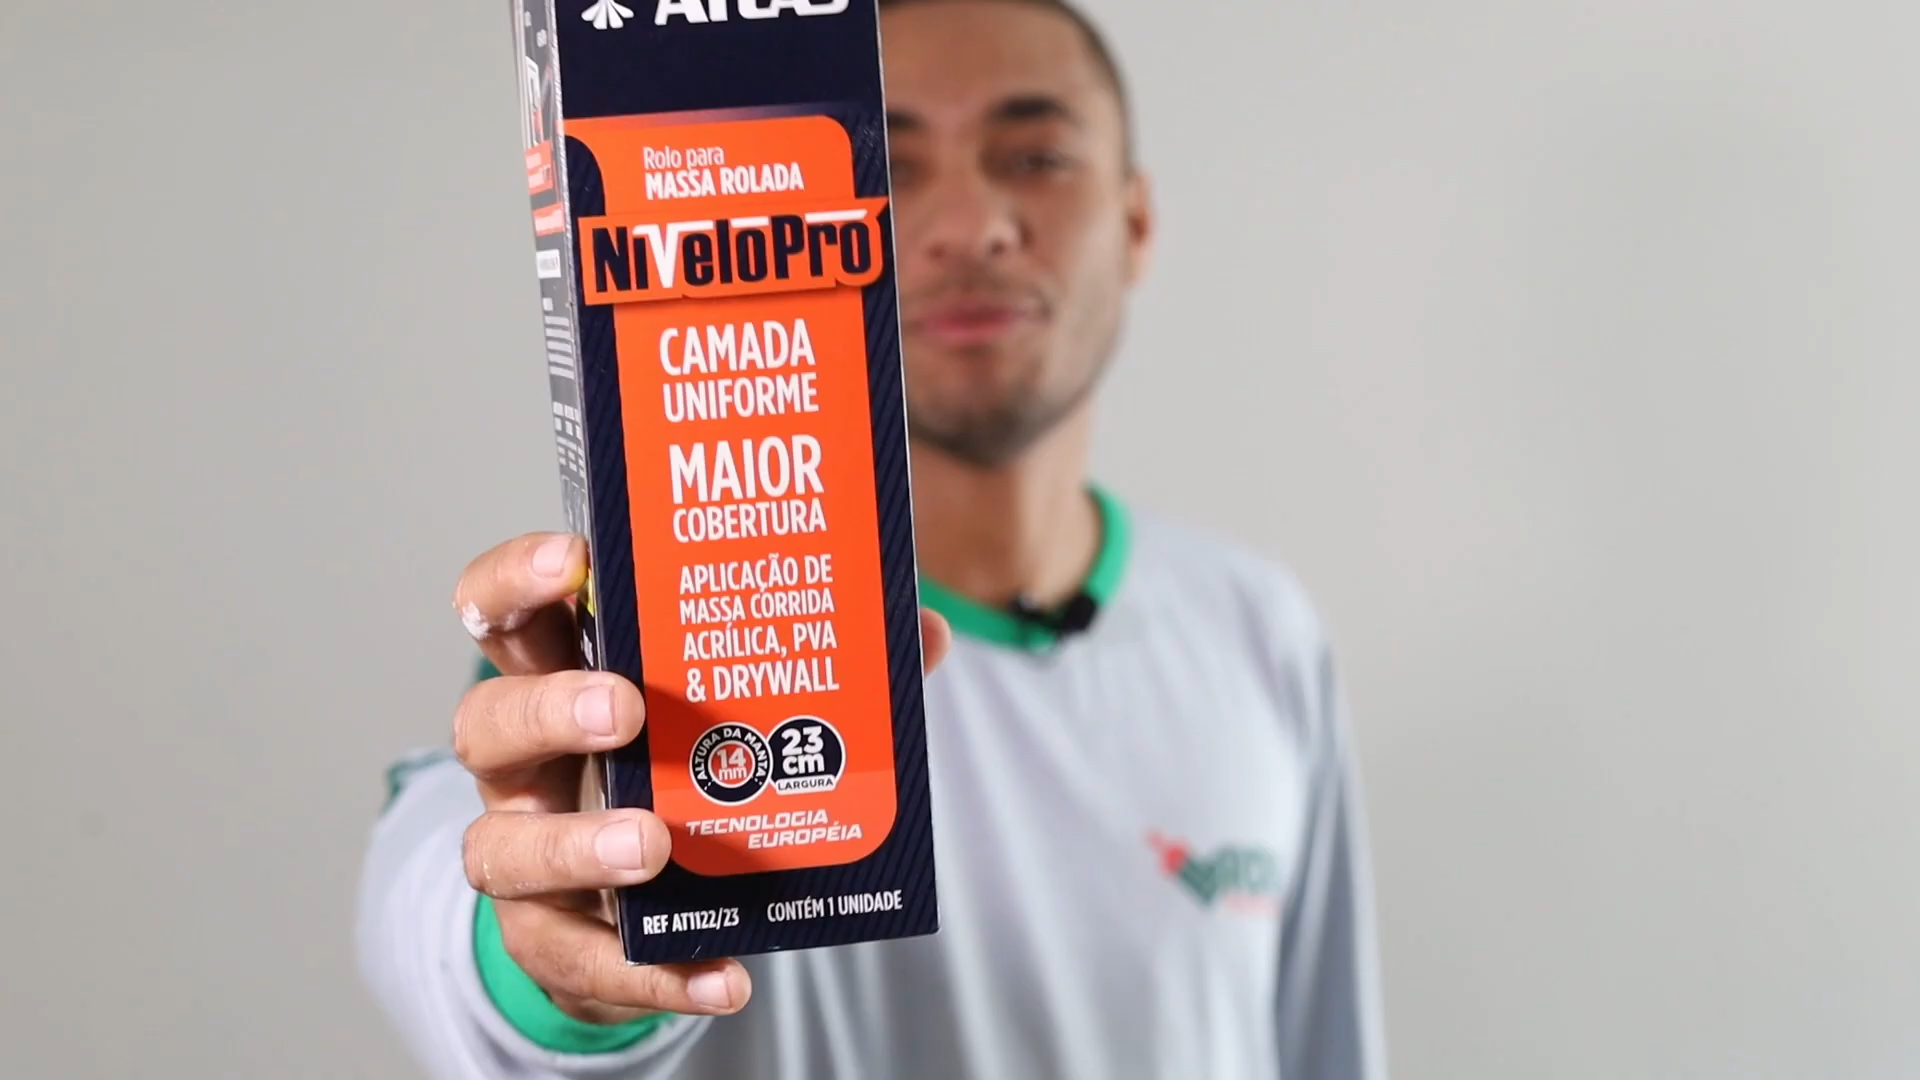 ATLAS
Rolo para
MASSA ROLADA
NiVeloPro
CAMADA
UNIFORME
MAIOR
COBERTURA
APLICAÇÃO DE
MASSA CORRIDA
ACRÍLICA, PVA
& DRYWALL
ALTURA DA MANTA
14
mm
23
cm
LARGURA
TECNOLOGIA
EUROPÉIA
REF AT1122/23 CONTÉM 1 UNIDADE